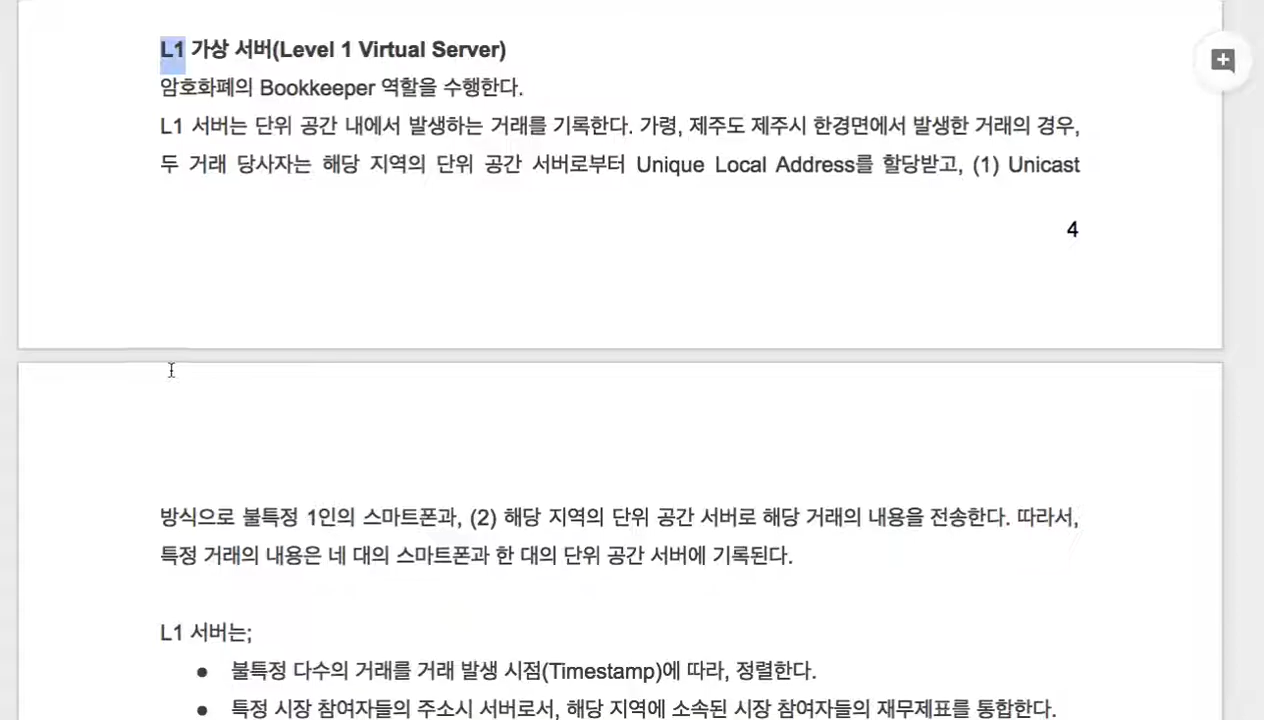 L1 가상 서버(Level 1 Virtual Server)
암호화폐의 Bookkeeper 역할을 수행한다.
L1 서버는 단위 공간 내에서 발생하는 거래를 기록한다. 가령, 제주도 제주시 한경면에서 발생한 거래의 경우,
두 거래 당사자는 해당 지역의 단위 공간 서버로부터 Unique Local Address를 할당받고, (1) Unicast
4
방식으로 불특정 1인의 스마트폰과, (2) 해당 지역의 단위 공간 서버로 해당 거래의 내용을 전송한다. 따라서,
특정 거래의 내용은 네 대의 스마트폰과 한 대의 단위 공간 서버에 기록된다.
L1 서버는;
● 불특정 다수의 거래를 거래 발생 시점(Timestamp)에 따라, 정렬한다.
● 특정 시장 참여자들의 주소시 서버로서, 해당 지역에 소속된 시장 참여자들의 재무제표를 통합한다.